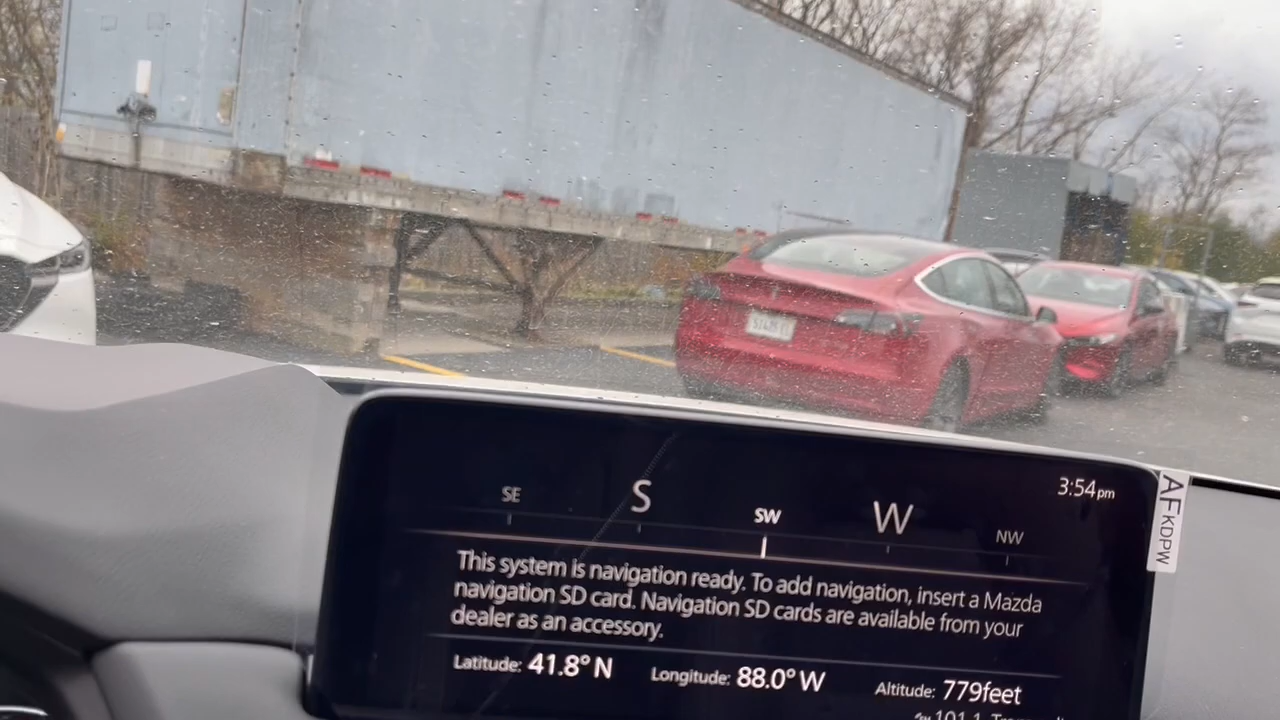 3:54pm
SE S SW W NW
AF KDPW
This system is navigation ready. To add navigation, insert a Mazda
navigation SD card. Navigation SD cards are available from your
dealer as an accessory.
Latitude: 41.8° N Longitude: 88.0° W Altitude: 779feet
101.1